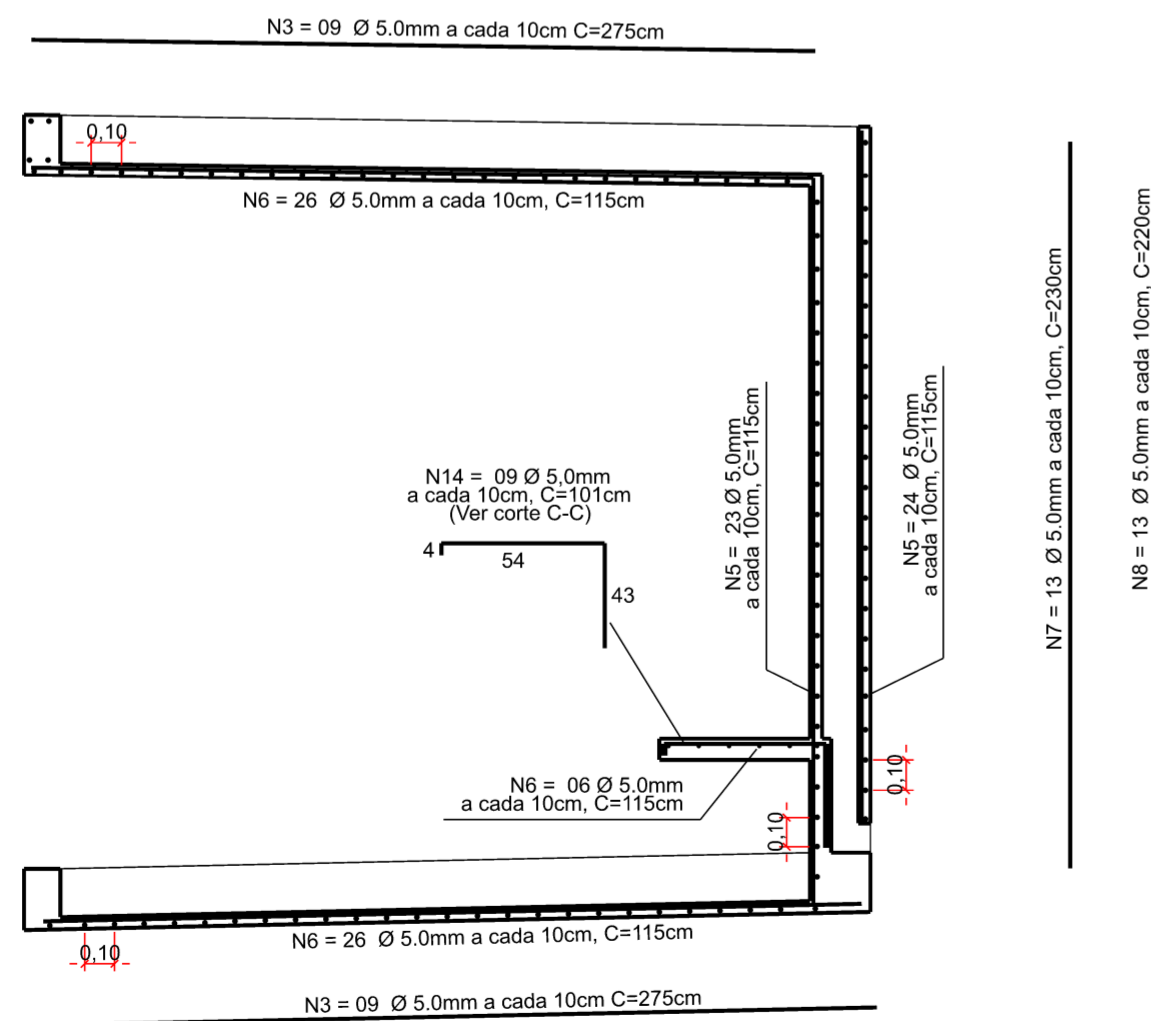 N3 = 09 Ø 5.0mm a cada 10cm C=275cm
0,10
N6 = 26 Ø 5.0mm a cada 10cm, C=115cm
N14 = 09 Ø 5,0mm
a cada 10cm, C=101cm
(Ver corte C-C)
4
54
43
N5 = 23 Ø 5.0mm
a cada 10cm, C=115cm
N5 = 24 Ø 5.0mm
a cada 10cm, C=115cm
N7 = 13 Ø 5.0mm a cada 10cm, C=230cm
N8 = 13 Ø 5.0mm a cada 10cm, C=220cm
N6 = 06 Ø 5.0mm
a cada 10cm, C=115cm
0,10
0,10
N6 = 26 Ø 5.0mm a cada 10cm, C=115cm
0,10
N3 = 09 Ø 5.0mm a cada 10cm C=275cm